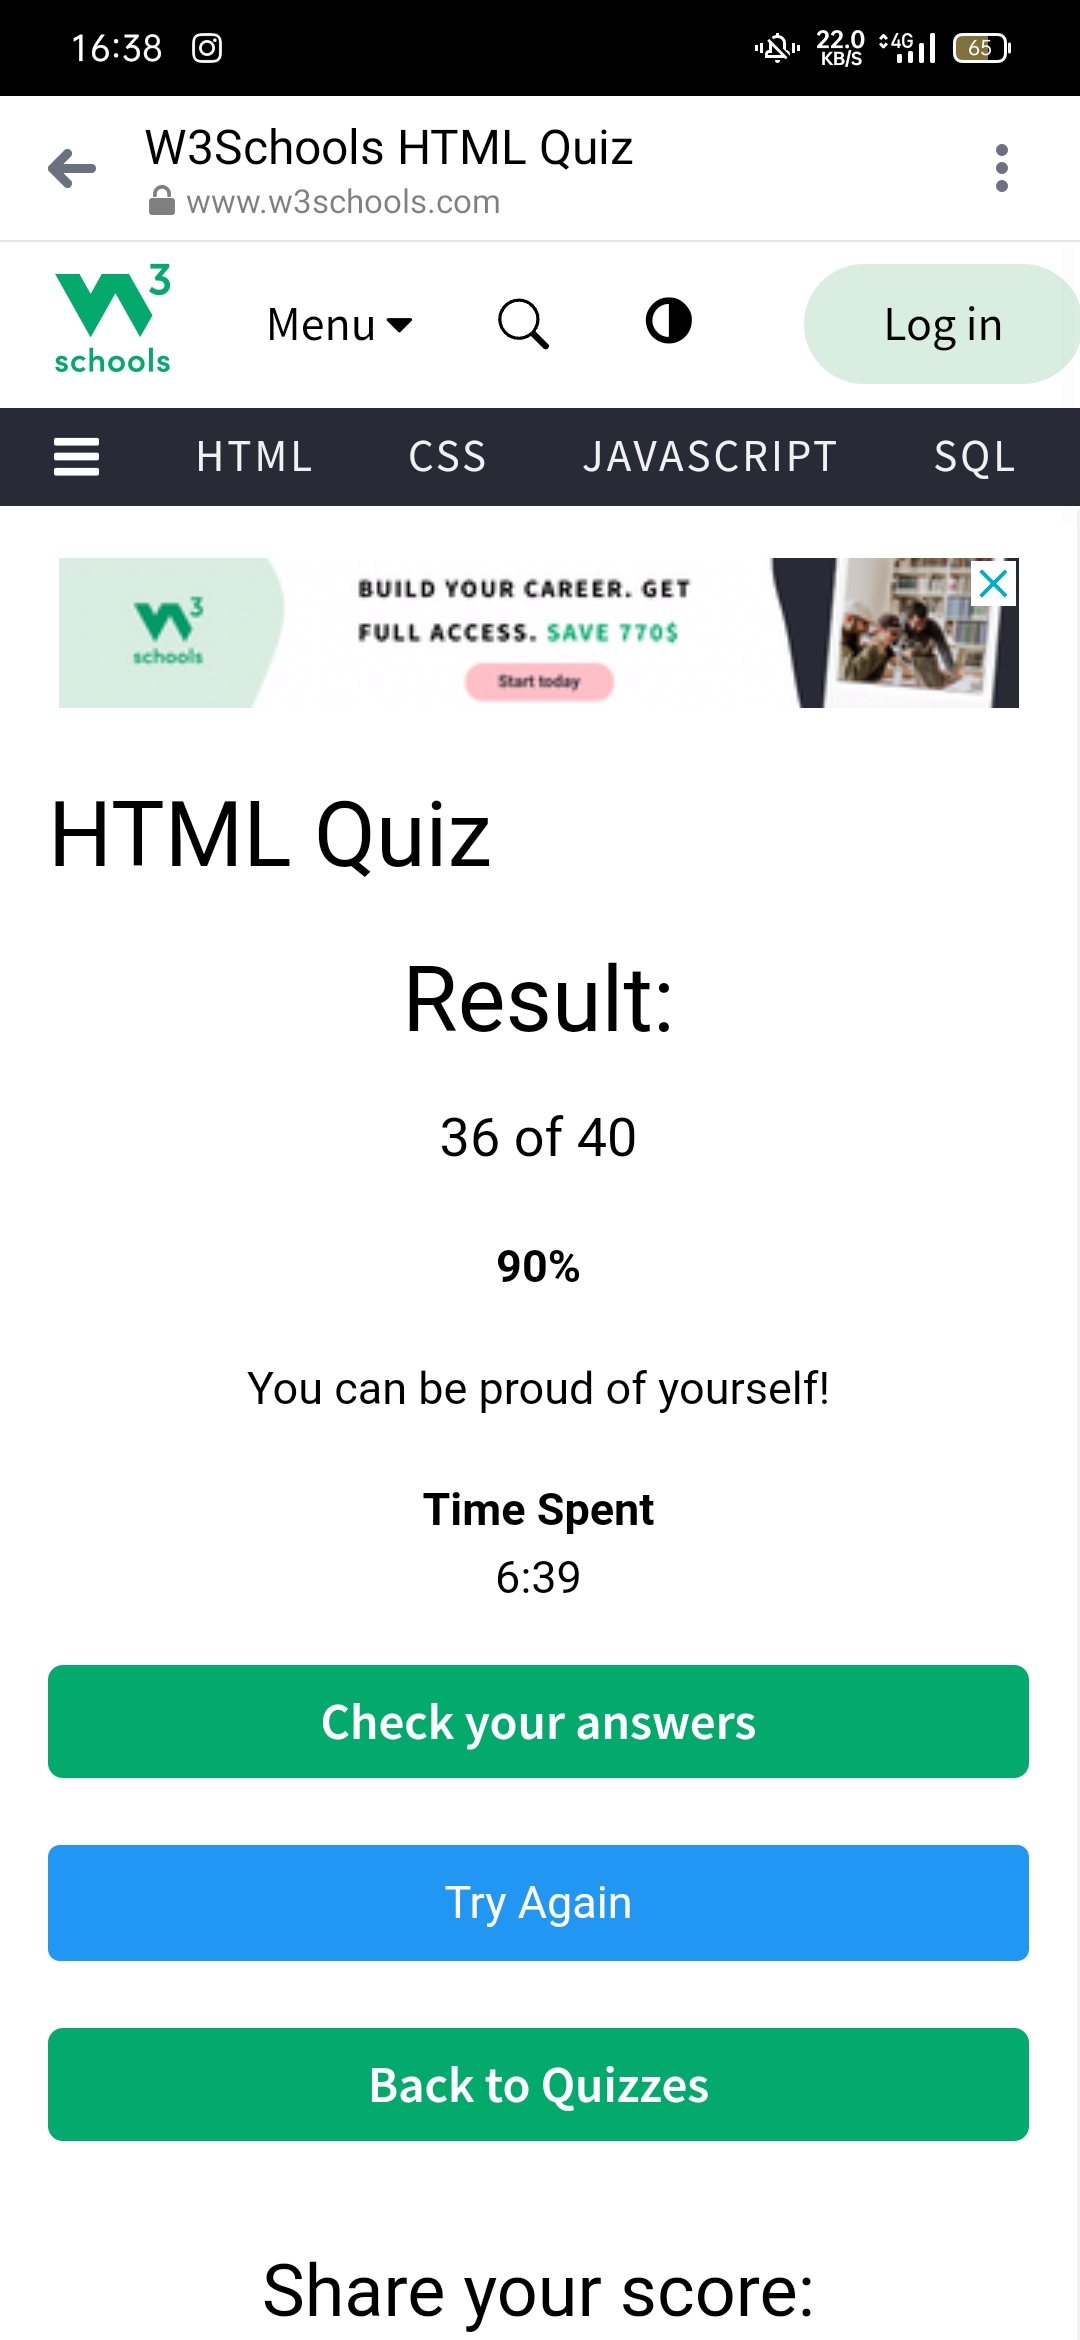 16:38 22.0 KB/S 4G 65
W3Schools HTML Quiz
www.w3schools.com
W3 schools Menu Log in
HTML CSS JAVASCRIPT SQL
W3 schools
BUILD YOUR CAREER. GET
FULL ACCESS. SAVE 770$
Start today
HTML Quiz
Result:
36 of 40
90%
You can be proud of yourself!
Time Spent
6:39
Check your answers
Try Again
Back to Quizzes
Share your score: